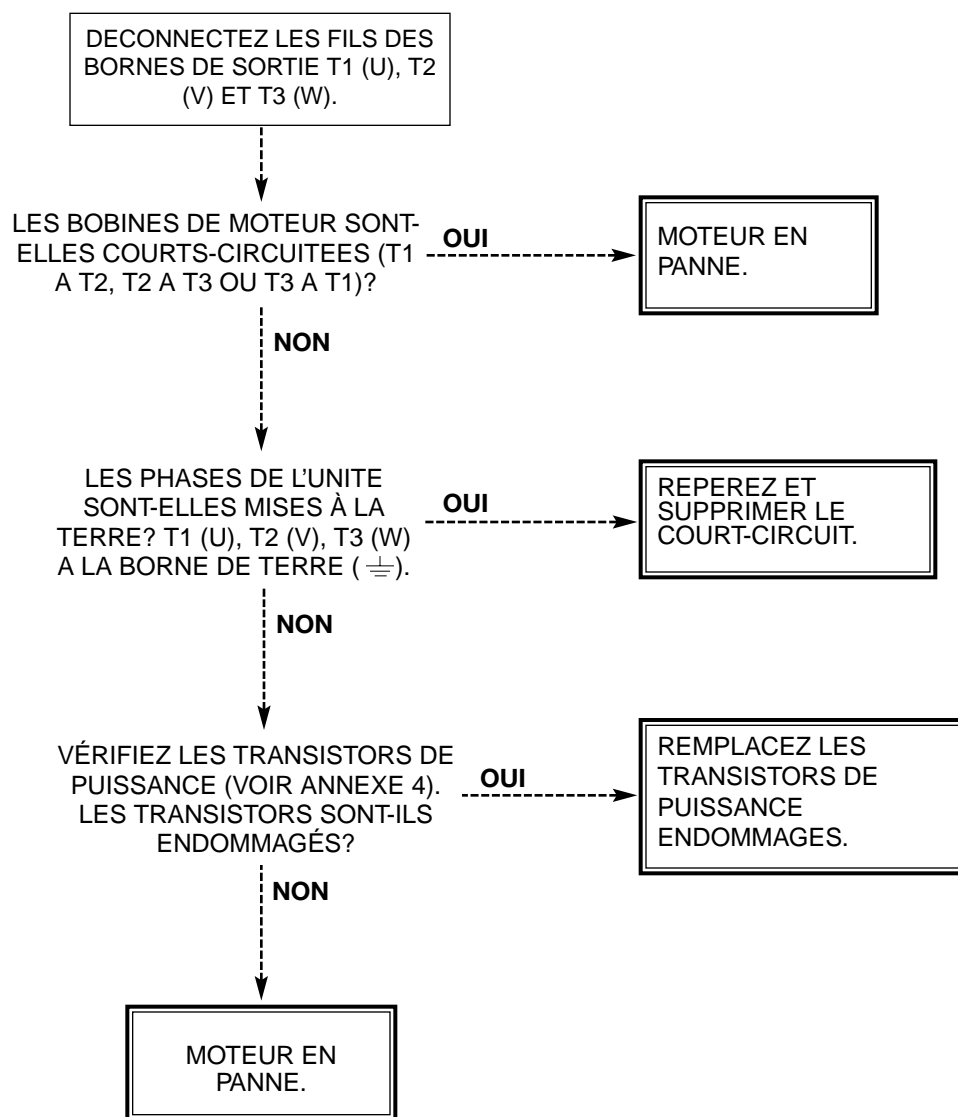 DECONNECTEZ LES FILS DES
BORNES DE SORTIE T1 (U), T2
(V) ET T3 (W).
LES BOBINES DE MOTEUR SONT-
ELLES COURTS-CIRCUITEES (T1
A T2, T2 A T3 OU T3 A T1)?
OUI
MOTEUR EN
PANNE.
NON
LES PHASES DE L'UNITE
SONT-ELLES MISES À LA
TERRE? T1 (U), T2 (V), T3 (W)
A LA BORNE DE TERRE (⏚).
OUI
REPEREZ ET
SUPPRIMER LE
COURT-CIRCUIT.
NON
VÉRIFIEZ LES TRANSISTORS DE
PUISSANCE (VOIR ANNEXE 4).
LES TRANSISTORS SONT-ILS
ENDOMMAGÉS?
OUI
REMPLACEZ LES
TRANSISTORS DE
PUISSANCE
ENDOMMAGES.
NON
MOTEUR EN
PANNE.